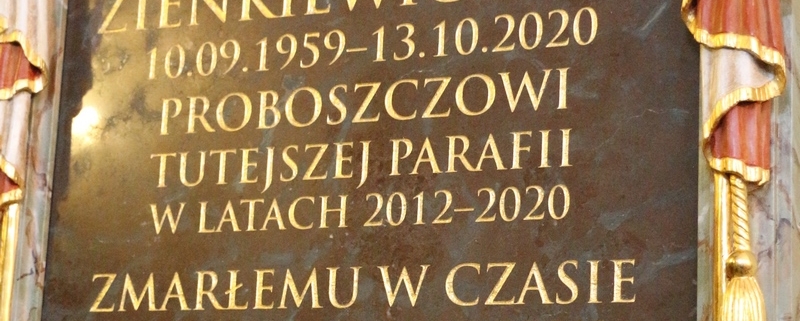 10.09.1959–13.10.2020
PROBOSZCZOWI
TUTEJSZEJ PARAFII
W LATACH 2012–2020
ZMARŁEMU W CZASIE